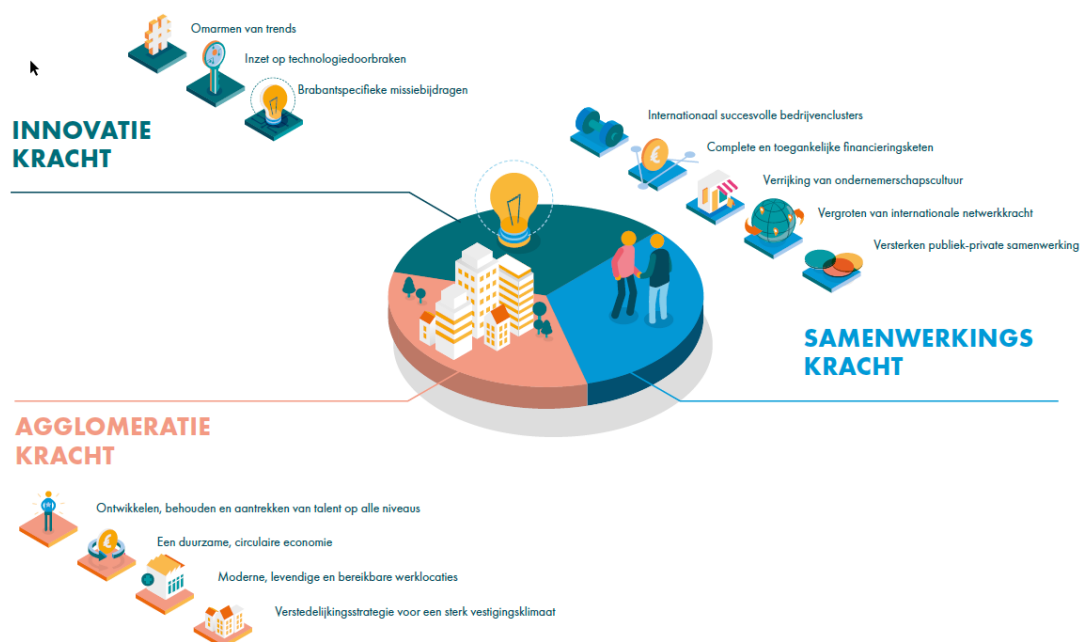 Omarmen van trends
Inzet op technologiedoorbraken
Brabantspecifieke missiebijdragen
INNOVATIE
KRACHT
Internationaal succesvolle bedrijvenclusters
Complete en toegankelijke financieringsketen
Verrijking van ondernemerschapscultuur
Vergroten van internationale netwerkkracht
Versterken publiek-private samenwerking
SAMENWERKINGS
KRACHT
AGGLOMERATIE
KRACHT
Ontwikkelen, behouden en aantrekken van talent op alle niveaus
Een duurzame, circulaire economie
Moderne, levendige en bereikbare werklocaties
Verstedelijkingsstrategie voor een sterk vestigingsklimaat